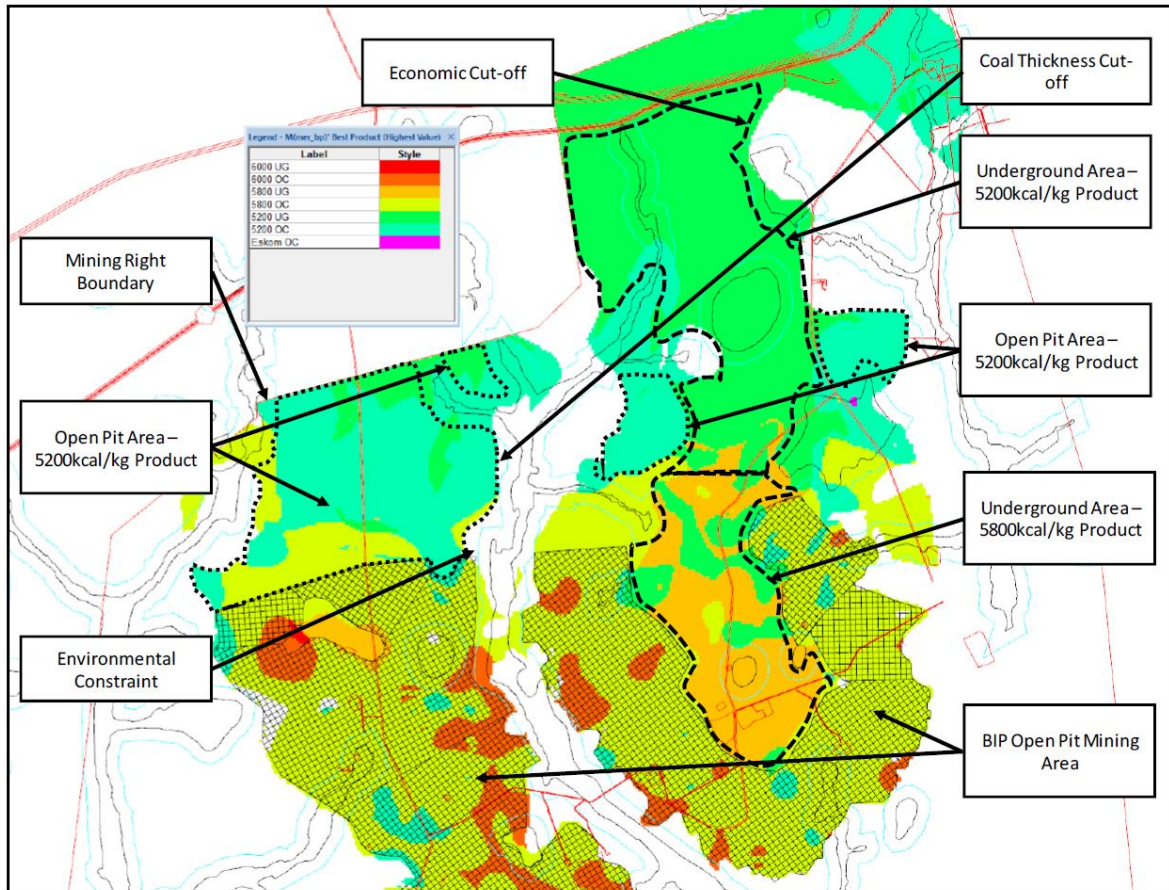 Economic Cut-off
Coal Thickness Cut-
off
Legend - M0(ner_bp)' Best Product (Highest Value)
Label
Style
6000 UG
6000 OC
5800 UG
5800 OC
5200 UG
5200 OC
Eskom OC
Underground Area –
5200kcal/kg Product
Mining Right
Boundary
Open Pit Area –
5200kcal/kg Product
Open Pit Area –
5200kcal/kg Product
Underground Area –
5800kcal/kg Product
Environmental
Constraint
BIP Open Pit Mining
Area